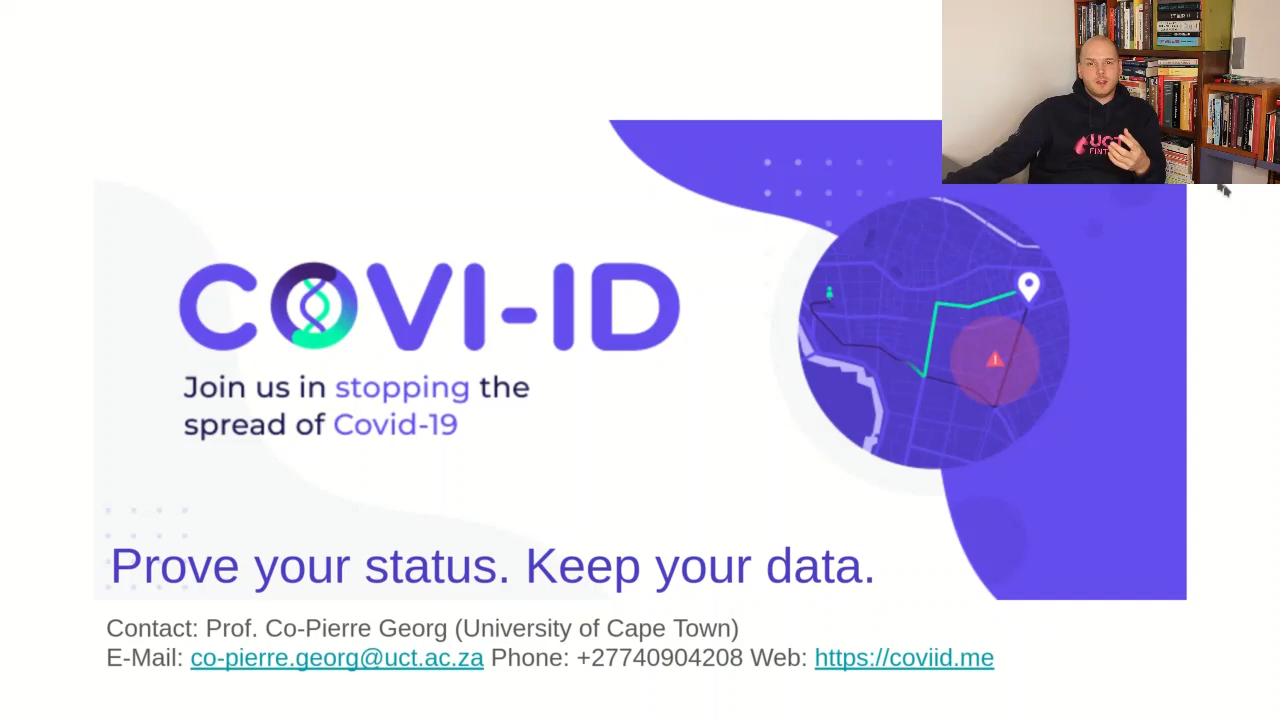 COVI-ID
Join us in stopping the
spread of Covid-19
Prove your status. Keep your data.
Contact: Prof. Co-Pierre Georg (University of Cape Town)
E-Mail: co-pierre.georg@uct.ac.za Phone: +27740904208 Web: https://coviid.me